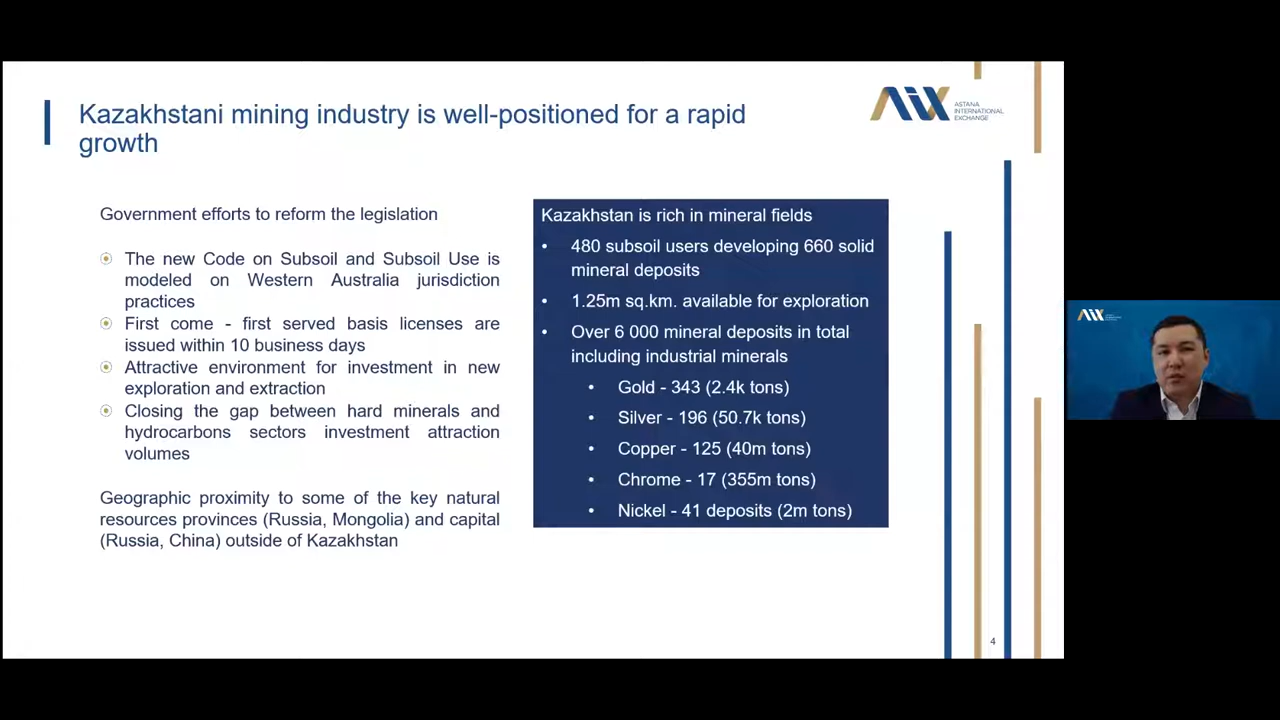 Kazakhstani mining industry is well-positioned for a rapid
growth
AIX
ASTANA
INTERNATIONAL
EXCHANGE
Government efforts to reform the legislation
The new Code on Subsoil and Subsoil Use is
modeled on Western Australia jurisdiction
practices
First come - first served basis licenses are
issued within 10 business days
Attractive environment for investment in new
exploration and extraction
Closing the gap between hard minerals and
hydrocarbons sectors investment attraction
volumes
Geographic proximity to some of the key natural
resources provinces (Russia, Mongolia) and capital
(Russia, China) outside of Kazakhstan
Kazakhstan is rich in mineral fields
• 480 subsoil users developing 660 solid
mineral deposits
• 1.25m sq.km. available for exploration
• Over 6 000 mineral deposits in total
including industrial minerals
• Gold - 343 (2.4k tons)
• Silver - 196 (50.7k tons)
• Copper - 125 (40m tons)
• Chrome - 17 (355m tons)
• Nickel - 41 deposits (2m tons)
4
AIX